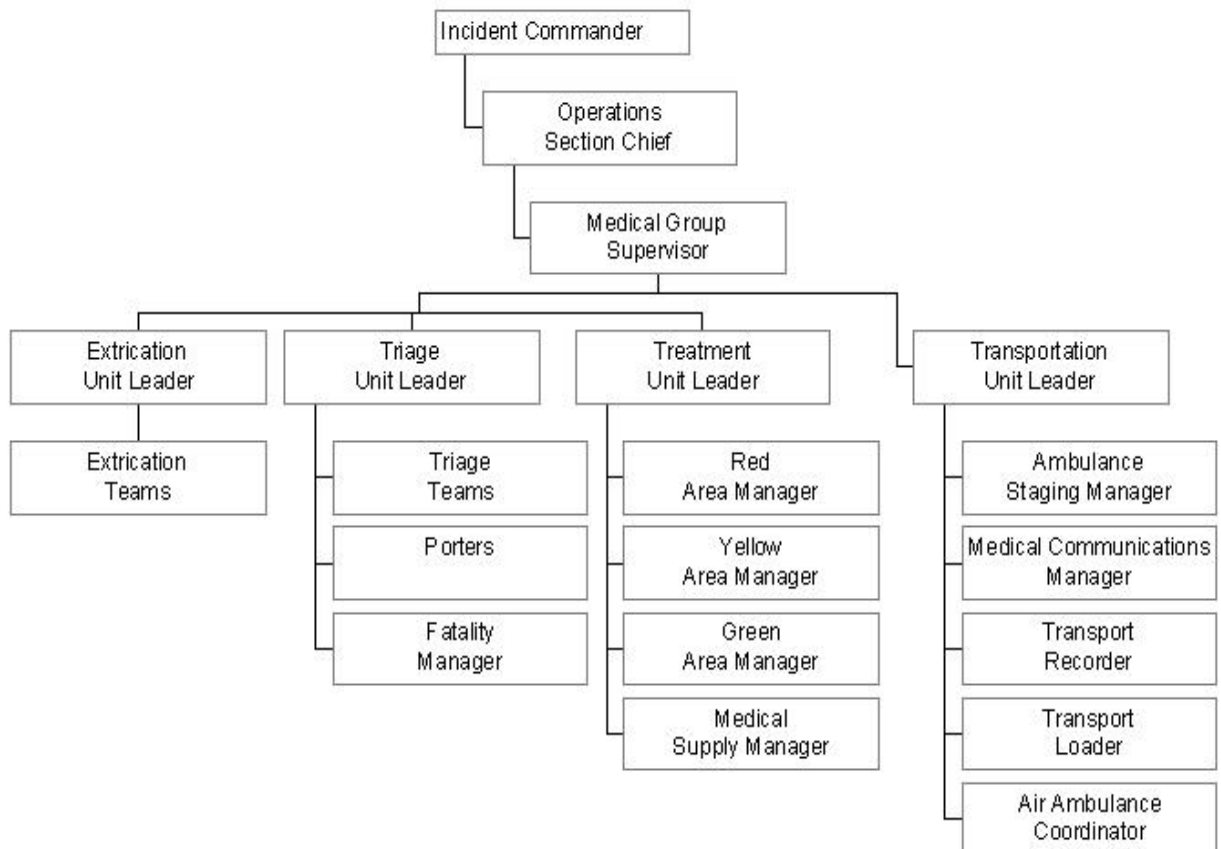 Incident Commander
Operations
Section Chief
Medical Group
Supervisor
Extrication
Unit Leader
Triage
Unit Leader
Treatment
Unit Leader
Transportation
Unit Leader
Extrication
Teams
Triage
Teams
Porters
Fatality
Manager
Red
Area Manager
Yellow
Area Manager
Green
Area Manager
Medical
Supply Manager
Ambulance
Staging Manager
Medical Communications
Manager
Transport
Recorder
Transport
Loader
Air Ambulance
Coordinator